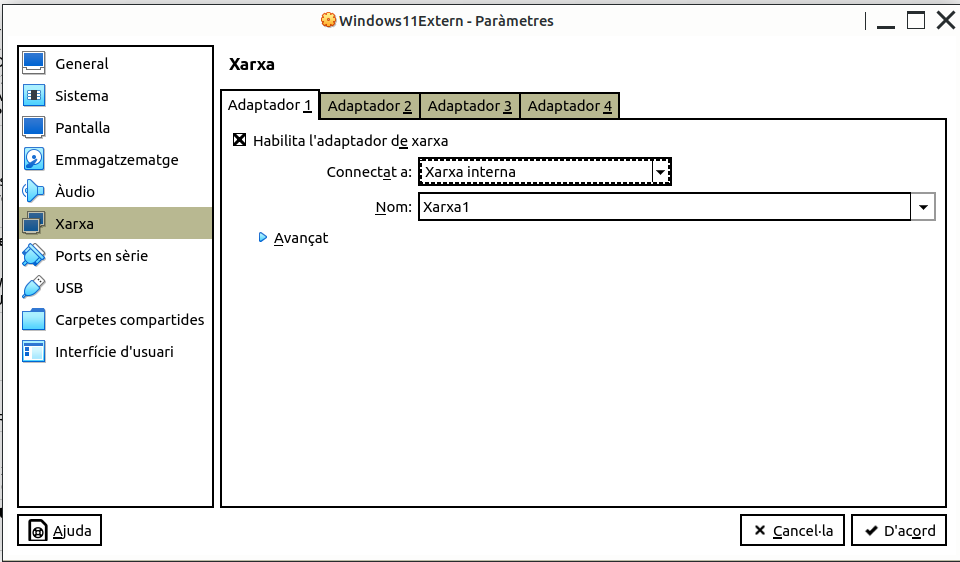 Windows11Extern - Paràmetres
General
Sistema
Pantalla
Emmagatzematge
Àudio
Xarxa
Ports en sèrie
USB
Carpetes compartides
Interfície d'usuari
Xarxa
Adaptador 1
Adaptador 2
Adaptador 3
Adaptador 4
Habilita l'adaptador de xarxa
Connectat a: Xarxa interna
Nom: Xarxa1
Avançat
Ajuda
Cancel·la
D'acord